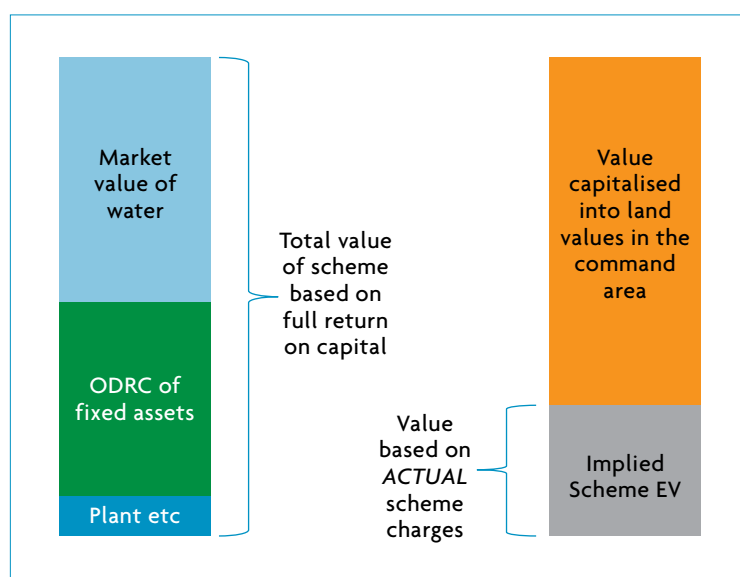 Market
value of
water
ODRC of
fixed assets
Plant etc
Total value
of scheme
based on
full return
on capital
Value
capitalised
into land
values in the
command
area
Value
based on
ACTUAL
scheme
charges
Implied
Scheme EV